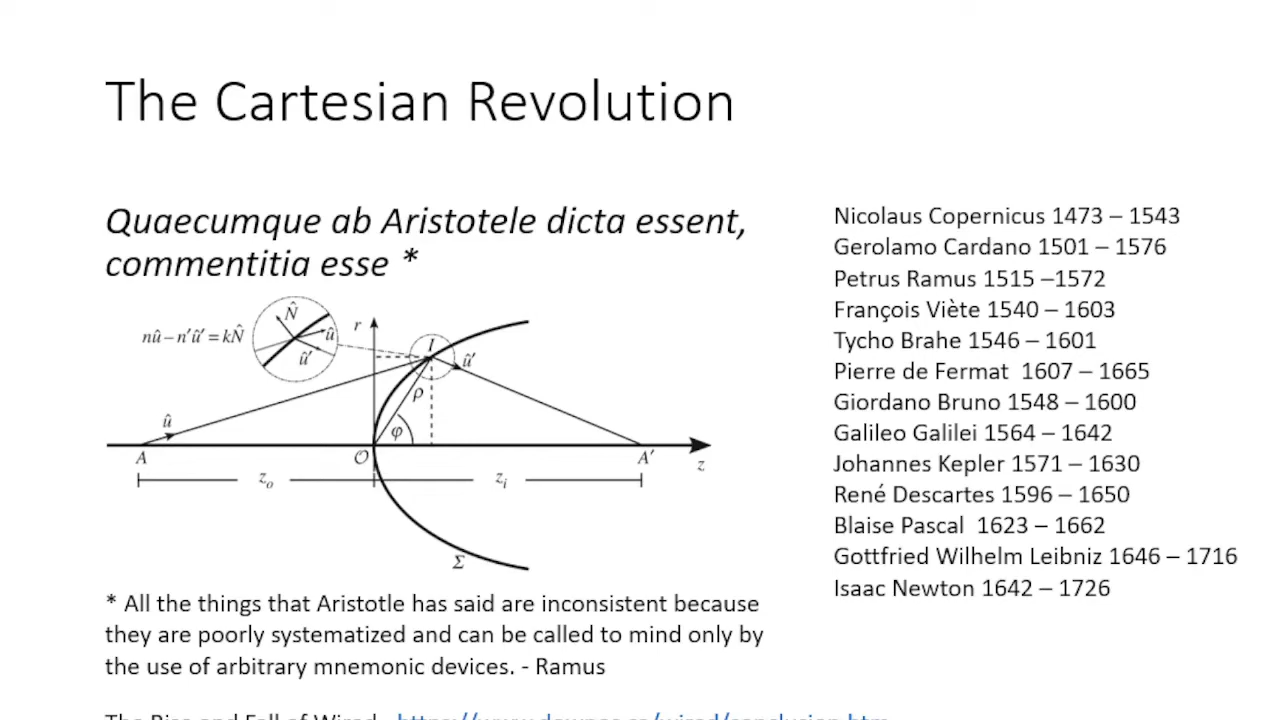 The Cartesian Revolution
Quaecumque ab Aristotele dicta essent,
commentitia esse *
nû– n′û′ = kN̂
N̂
û
û′
r
I
û′
ρ
û
φ
A
O
A′
z
zₒ
zᵢ
Σ
* All the things that Aristotle has said are inconsistent because
they are poorly systematized and can be called to mind only by
the use of arbitrary mnemonic devices. - Ramus
The Rise and Fall of Wired - https://www.downes.ca/wired/conclusion.htm
Nicolaus Copernicus 1473 – 1543
Gerolamo Cardano 1501 – 1576
Petrus Ramus 1515 –1572
François Viète 1540 – 1603
Tycho Brahe 1546 – 1601
Pierre de Fermat  1607 – 1665
Giordano Bruno 1548 – 1600
Galileo Galilei 1564 – 1642
Johannes Kepler 1571 – 1630
René Descartes 1596 – 1650
Blaise Pascal  1623 – 1662
Gottfried Wilhelm Leibniz 1646 – 1716
Isaac Newton 1642 – 1726